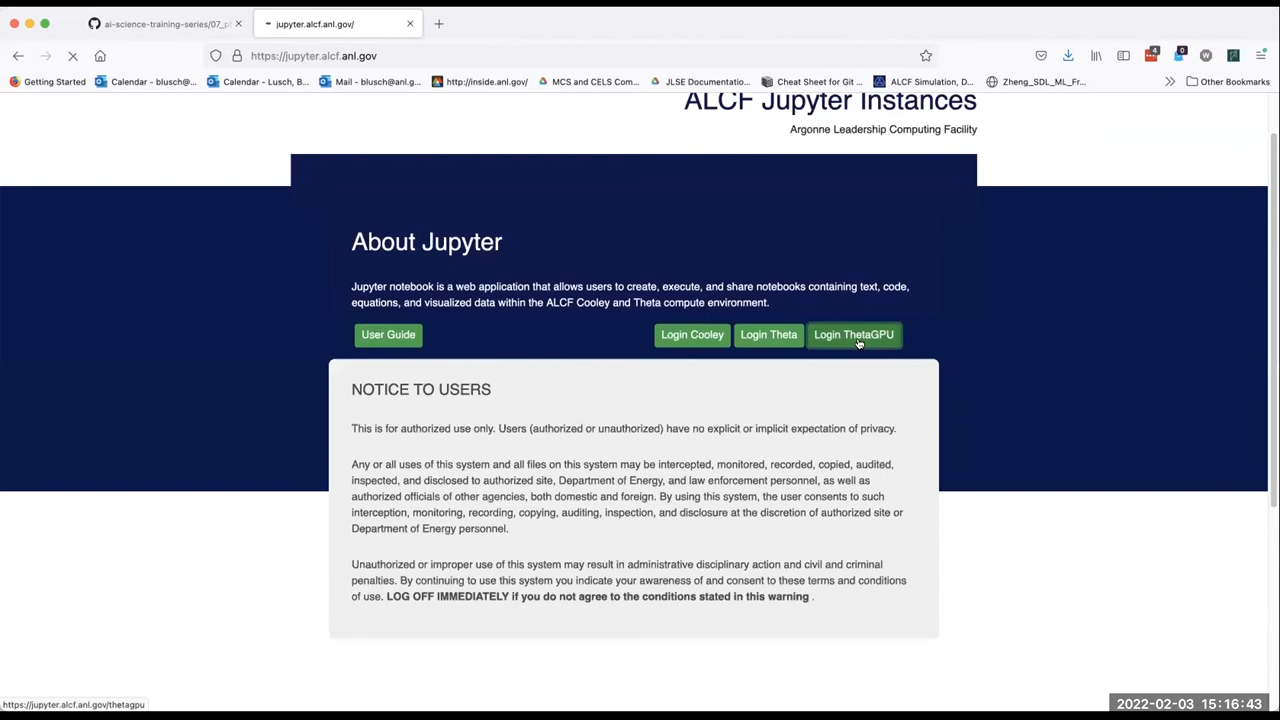 ai-science-training-series/07_p
jupyter.alcf.anl.gov/
https://jupyter.alcf.anl.gov
4
0
Getting Started
Calendar - blusch@anl.g...
Calendar - Lusch, B...
Mail - blusch@anl.g...
http://inside.anl.gov/
MCS and CELS Com...
JLSE Documentatio...
Cheat Sheet for Git ...
ALCF Simulation, D...
Zheng_SDL_ML_Fr...
Other Bookmarks
ALCF Jupyter Instances
Argonne Leadership Computing Facility
About Jupyter
Jupyter notebook is a web application that allows users to create, execute, and share notebooks containing text, code,
equations, and visualized data within the ALCF Cooley and Theta compute environment.
User Guide
Login Cooley
Login Theta
Login ThetaGPU
NOTICE TO USERS
This is for authorized use only. Users (authorized or unauthorized) have no explicit or implicit expectation of privacy.
Any or all uses of this system and all files on this system may be intercepted, monitored, recorded, copied, audited,
inspected, and disclosed to authorized site, Department of Energy, and law enforcement personnel, as well as
authorized officials of other agencies, both domestic and foreign. By using this system, the user consents to such
interception, monitoring, recording, copying, auditing, inspection, and disclosure at the discretion of authorized site or
Department of Energy personnel.
Unauthorized or improper use of this system may result in administrative disciplinary action and civil and criminal
penalties. By continuing to use this system you indicate your awareness of and consent to these terms and conditions
of use. LOG OFF IMMEDIATELY if you do not agree to the conditions stated in this warning .
https://jupyter.alcf.anl.gov/thetagpu
2022-02-03 15:16:43